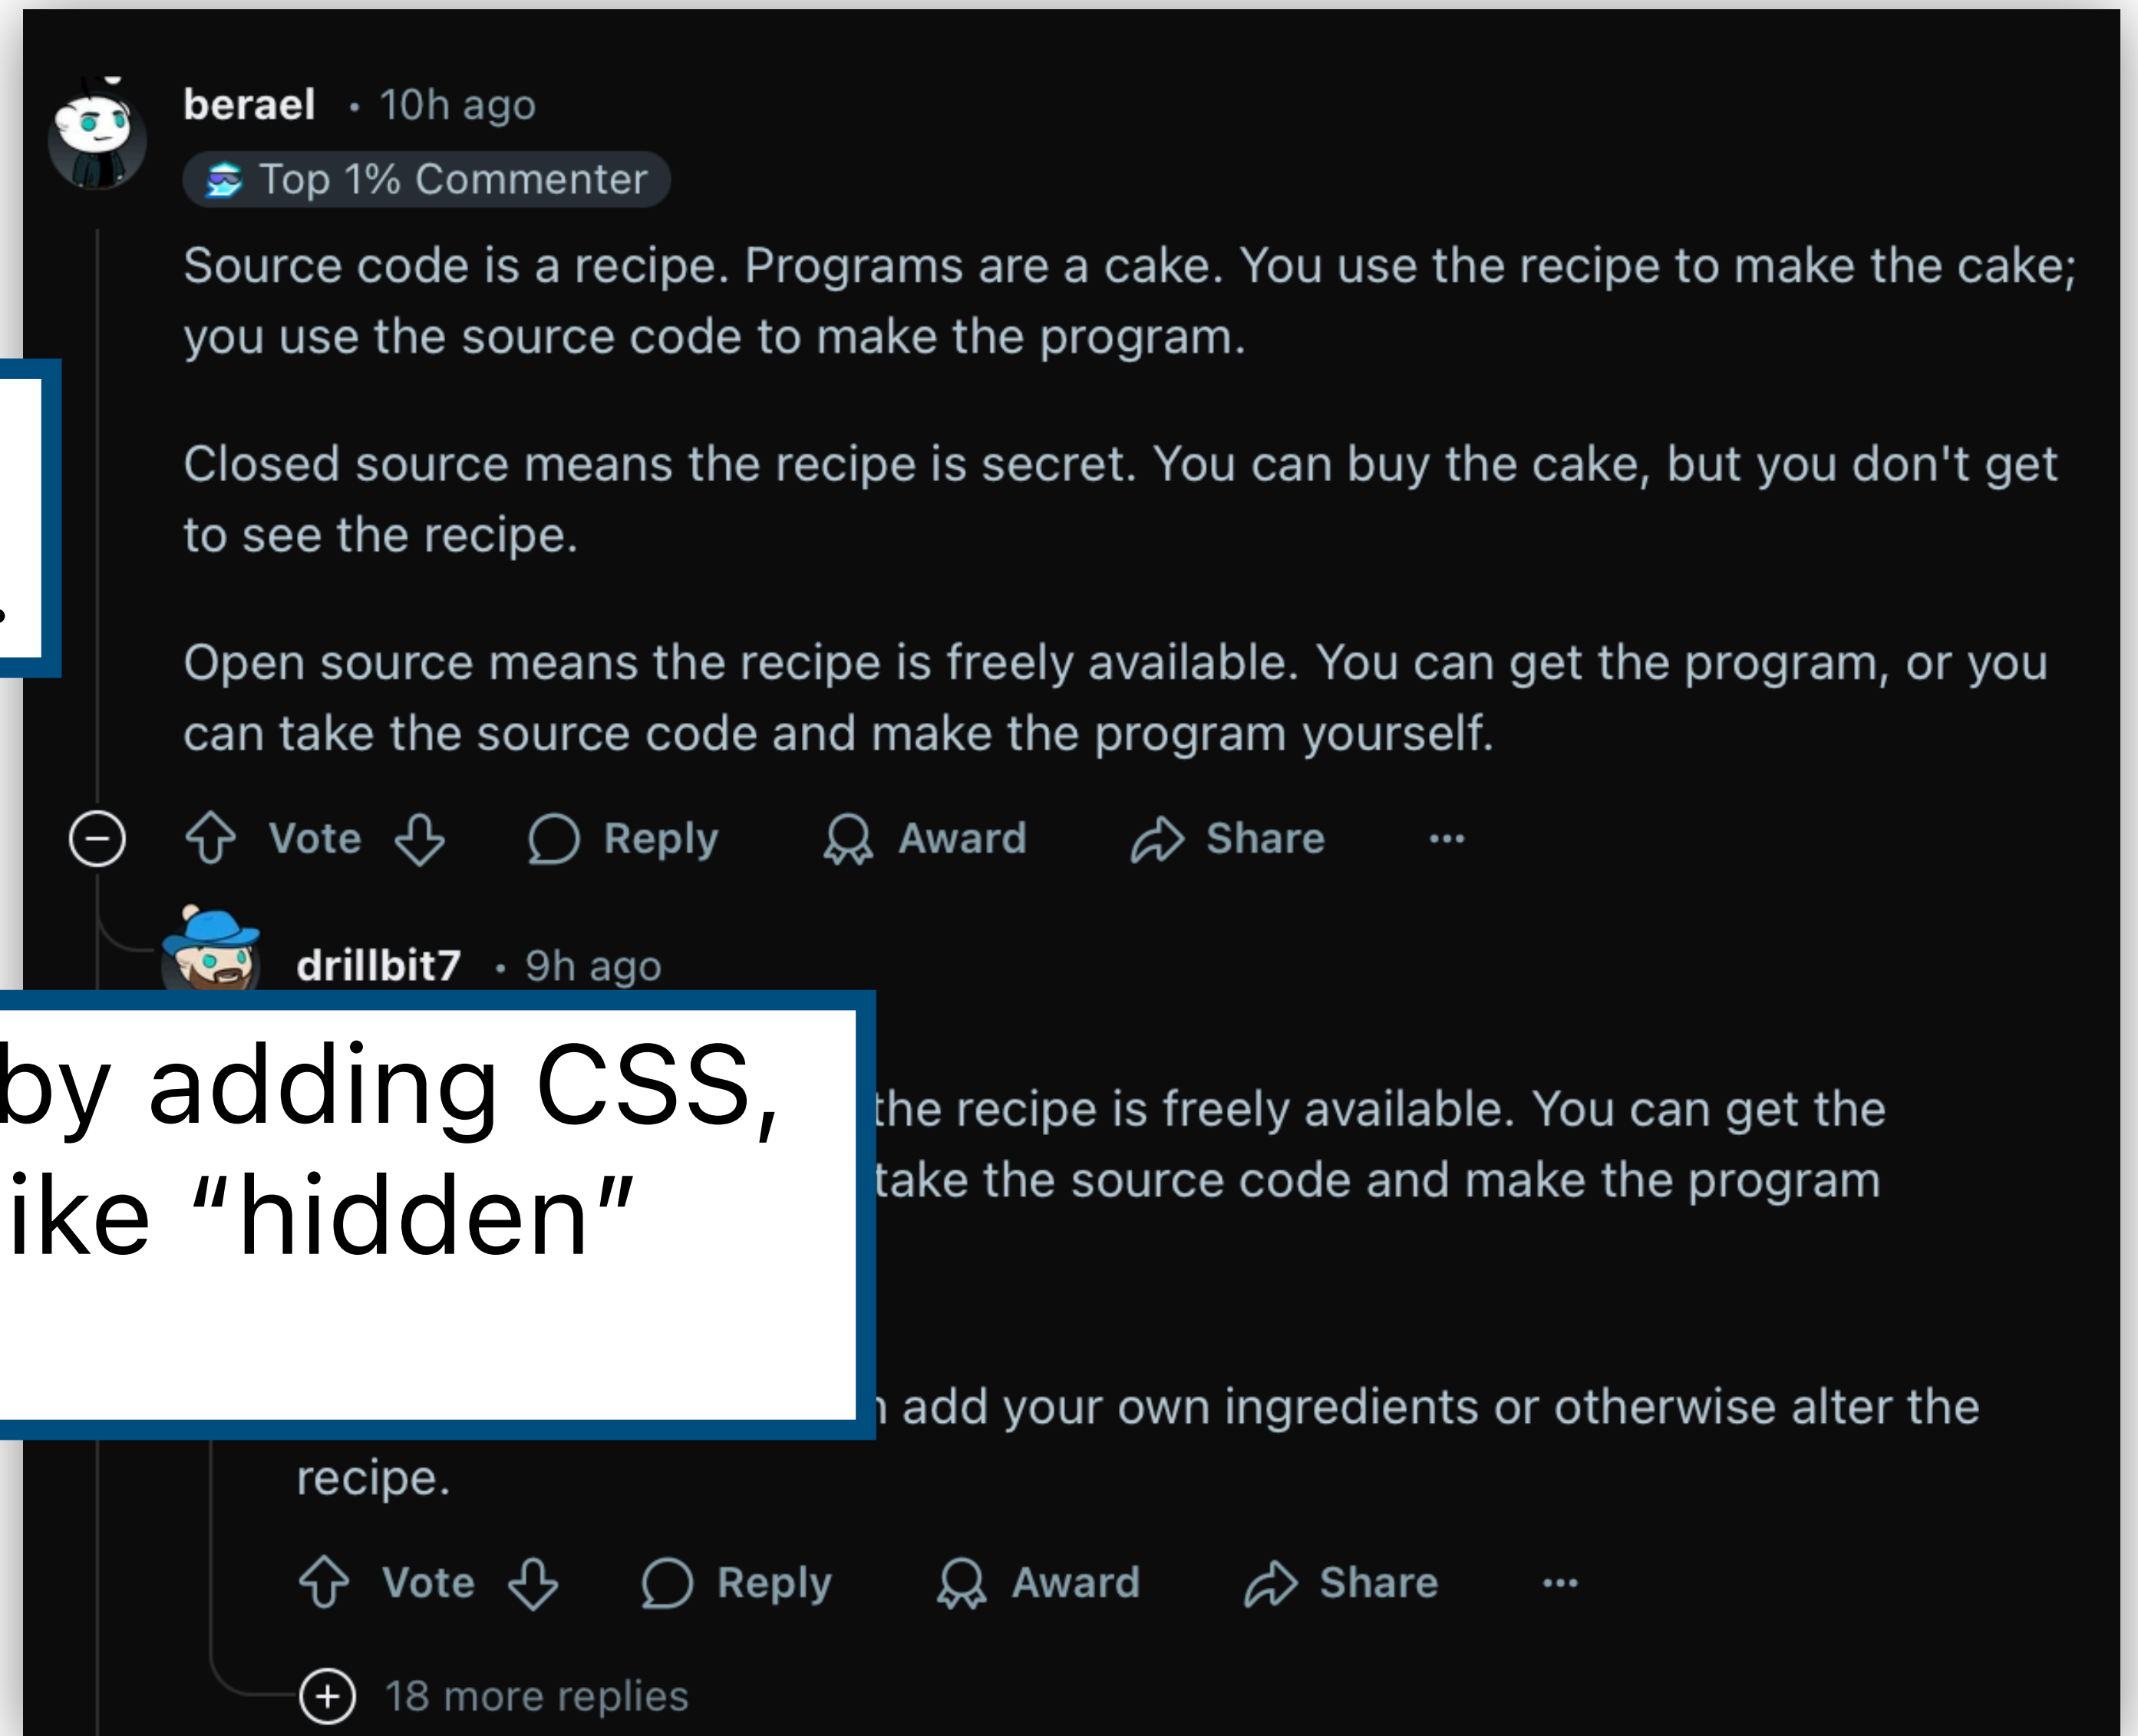 berael • 10h ago
Top 1% Commenter
Source code is a recipe. Programs are a cake. You use the recipe to make the cake;
you use the source code to make the program.
Closed source means the recipe is secret. You can buy the cake, but you don't get
to see the recipe.
.
Open source means the recipe is freely available. You can get the program, or you
can take the source code and make the program yourself.
Vote Reply Award Share ...
drillbit7 • 9h ago
by adding CSS,
the recipe is freely available. You can get the
take the source code and make the program
“hidden”
add your own ingredients or otherwise alter the
recipe.
Vote Reply Award Share ...
18 more replies